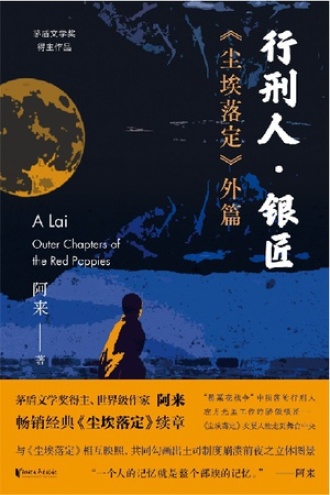 茅盾文学奖
得主作品
行刑人·银匠
《尘埃落定》外篇
A Lai
Outer Chapters of
the Red Poppies
阿来
著
茅盾文学奖得主、世界级作家 阿来
畅销经典《尘埃落定》续章
与《尘埃落定》相互映照，共同勾画出土司制度崩溃前夜之立体图景
“一个人的记忆就是整个部族的记忆。”——阿来